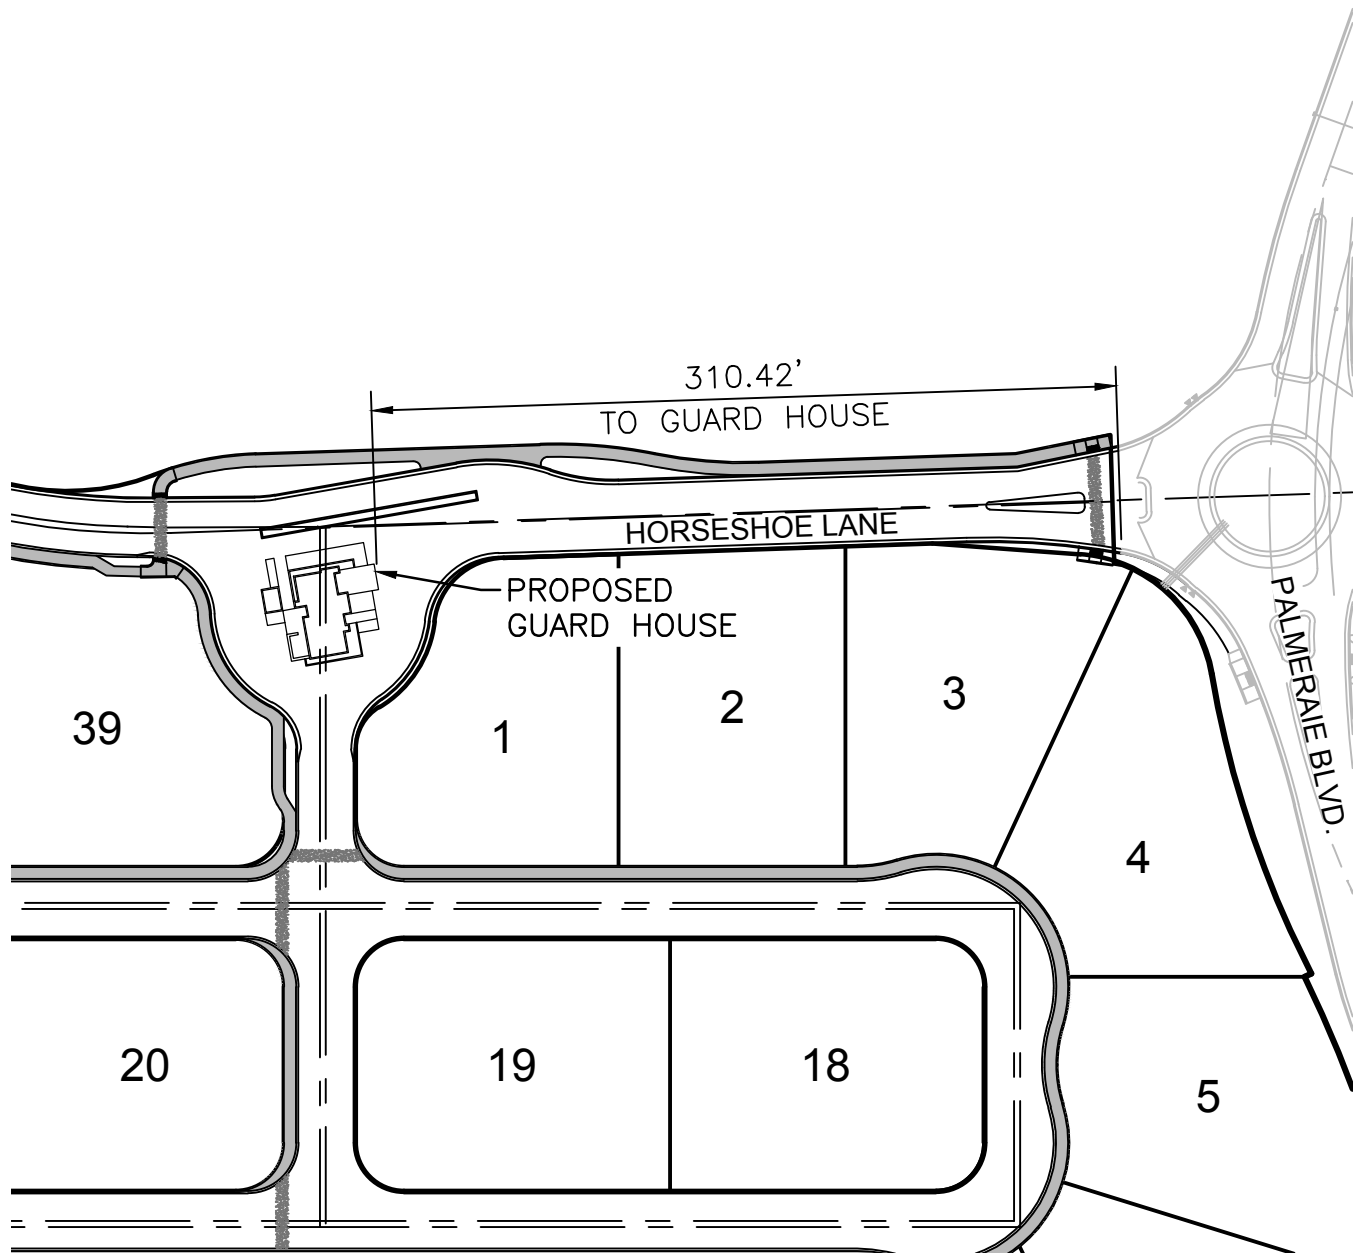 310.42’
TO GUARD HOUSE
HORSESHOE LANE
PROPOSED
GUARD HOUSE
PALMERAIE BLVD.
39
1
2
3
4
20
19
18
5